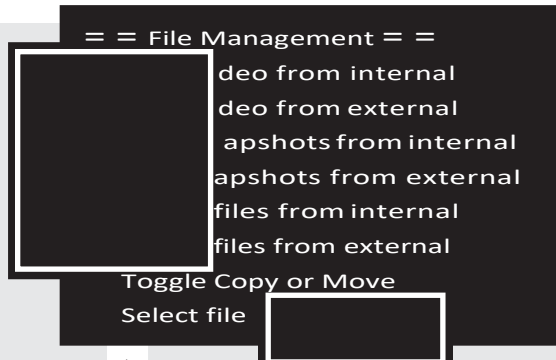 = = File Management = =
deo from internal
deo from external
apshots from internal
apshots from external
files from internal
files from external
Toggle Copy or Move
Select file